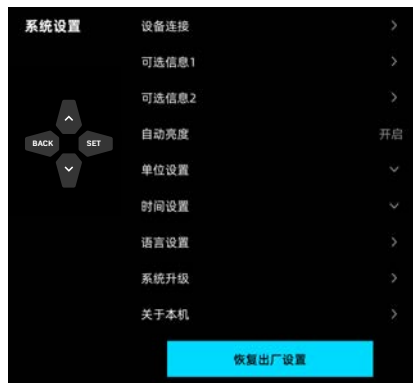 系统设置
设备连接
可选信息1
可选信息2
自动亮度 开启
单位设置
时间设置
语言设置
系统升级
关于本机
BACK SET
恢复出厂设置